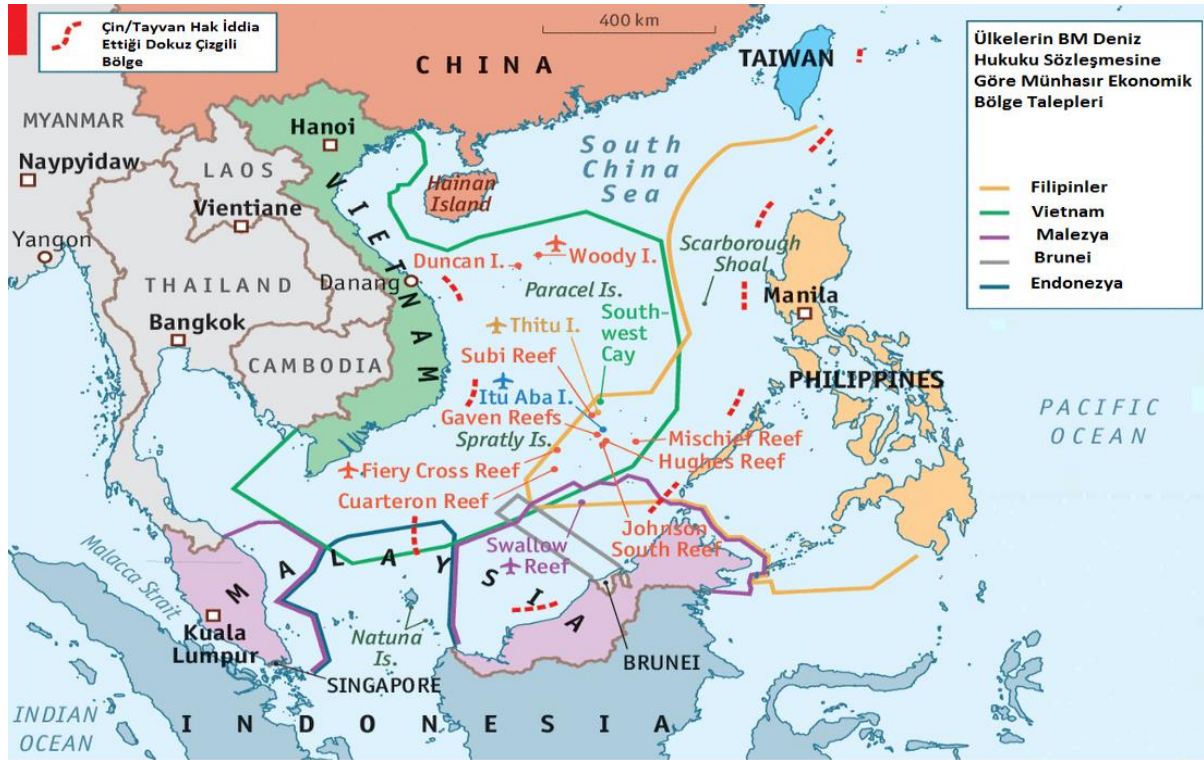 Çin/Tayvan Hak İddia
Ettiği Dokuz Çizgili
Bölge
400 km
CHINA
TAIWAN
Ülkelerin BM Deniz
Hukuku Sözleşmesine
Göre Münhasır Ekonomik
Bölge Talepleri
Filipinler
Vietnam
Malezya
Brunei
Endonezya
MYANMAR
Hanoi
Naypyidaw
LAOS
Hainan
Island
South
China
Sea
Vientiane
VIETNAM
Yangon
Duncan I.
Woody I.
Scarborough
Shoal
THAILAND
Danang
Paracel Is.
Manila
Bangkok
Thitu I.
South-
west
Cay
Subi Reef
CAMBODIA
Itu Aba I.
PHILIPPINES
Gaven Reefs
Spratly Is.
Mischief Reef
Hughes Reef
PACIFIC
OCEAN
Fiery Cross Reef
Cuarteron Reef
Johnson
South Reef
Swallow
Reef
Malacca Strait
MALAYSIA
Kuala
Lumpur
Natuna
Is.
BRUNEI
SINGAPORE
INDIAN
OCEAN
INDONESIA